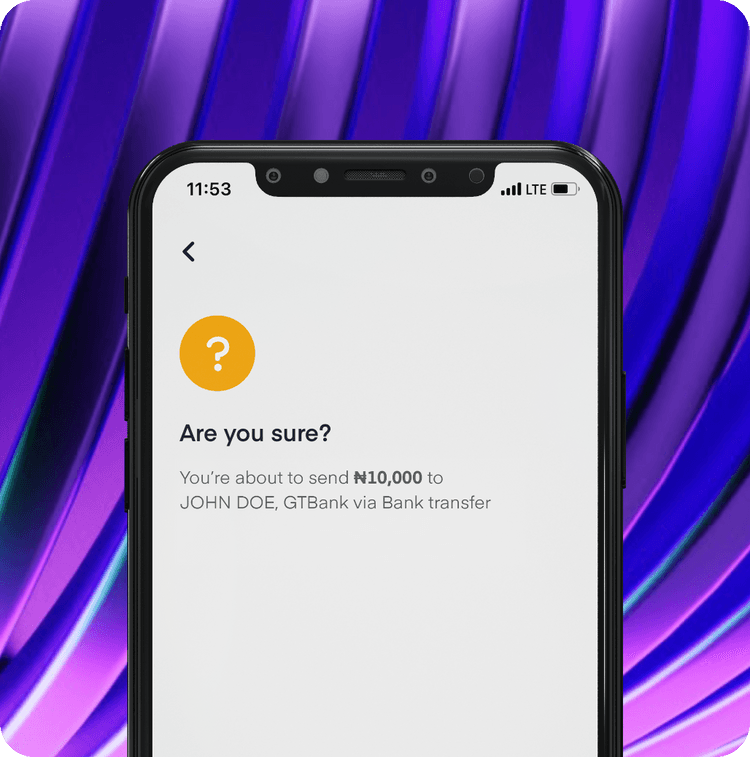 11:53 LTE
?
Are you sure?
You're about to send ₦10,000 to
JOHN DOE, GTBank via Bank transfer